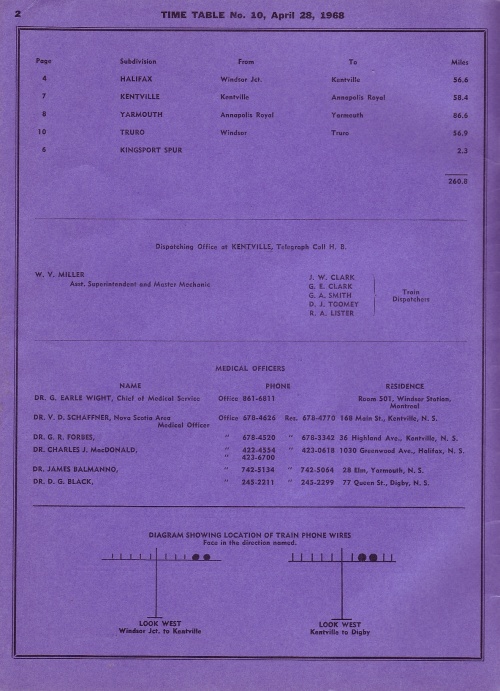 2
TIME TABLE No. 10, April 28, 1968
Page Subdivision From To Miles
4 HALIFAX Windsor Jct. Kentville 56.6
7 KENTVILLE Kentville Annapolis Royal 58.4
8 YARMOUTH Annapolis Royal Yarmouth 86.6
10 TRURO Windsor Truro 56.9
6 KINGSPORT SPUR 2.3
260.8
Dispatching Office at KENTVILLE, Telegraph Call H. B.
W. V. MILLER
Asst. Superintendent and Master Mechanic
J. W. CLARK
G. E. CLARK
G. A. SMITH
D. J. TOOMEY
R. A. LISTER
Train
Dispatchers
MEDICAL OFFICERS
NAME PHONE RESIDENCE
DR. G. EARLE WIGHT, Chief of Medical Service Office 861-6811 Room 501, Windsor Station,
Montreal
DR. V. D. SCHAFFNER, Nova Scotia Area Office 678-4626 Res. 678-4770 168 Main St., Kentville, N. S.
Medical Officer
DR. G. R. FORBES, " 678-4520 " 678-3342 36 Highland Ave., Kentville, N. S.
DR. CHARLES J. MacDONALD, " 422-4554 " 423-0618 1030 Greenwood Ave., Halifax, N. S.
" 423-6700
DR. JAMES BALMANNO, " 742-5134 " 742-5064 28 Elm, Yarmouth, N. S.
DR. D. G. BLACK, " 245-2211 " 245-2299 77 Queen St., Digby, N. S.
DIAGRAM SHOWING LOCATION OF TRAIN PHONE WIRES
Face in the direction named.
LOOK WEST
Windsor Jct. to Kentville
LOOK WEST
Kentville to Digby